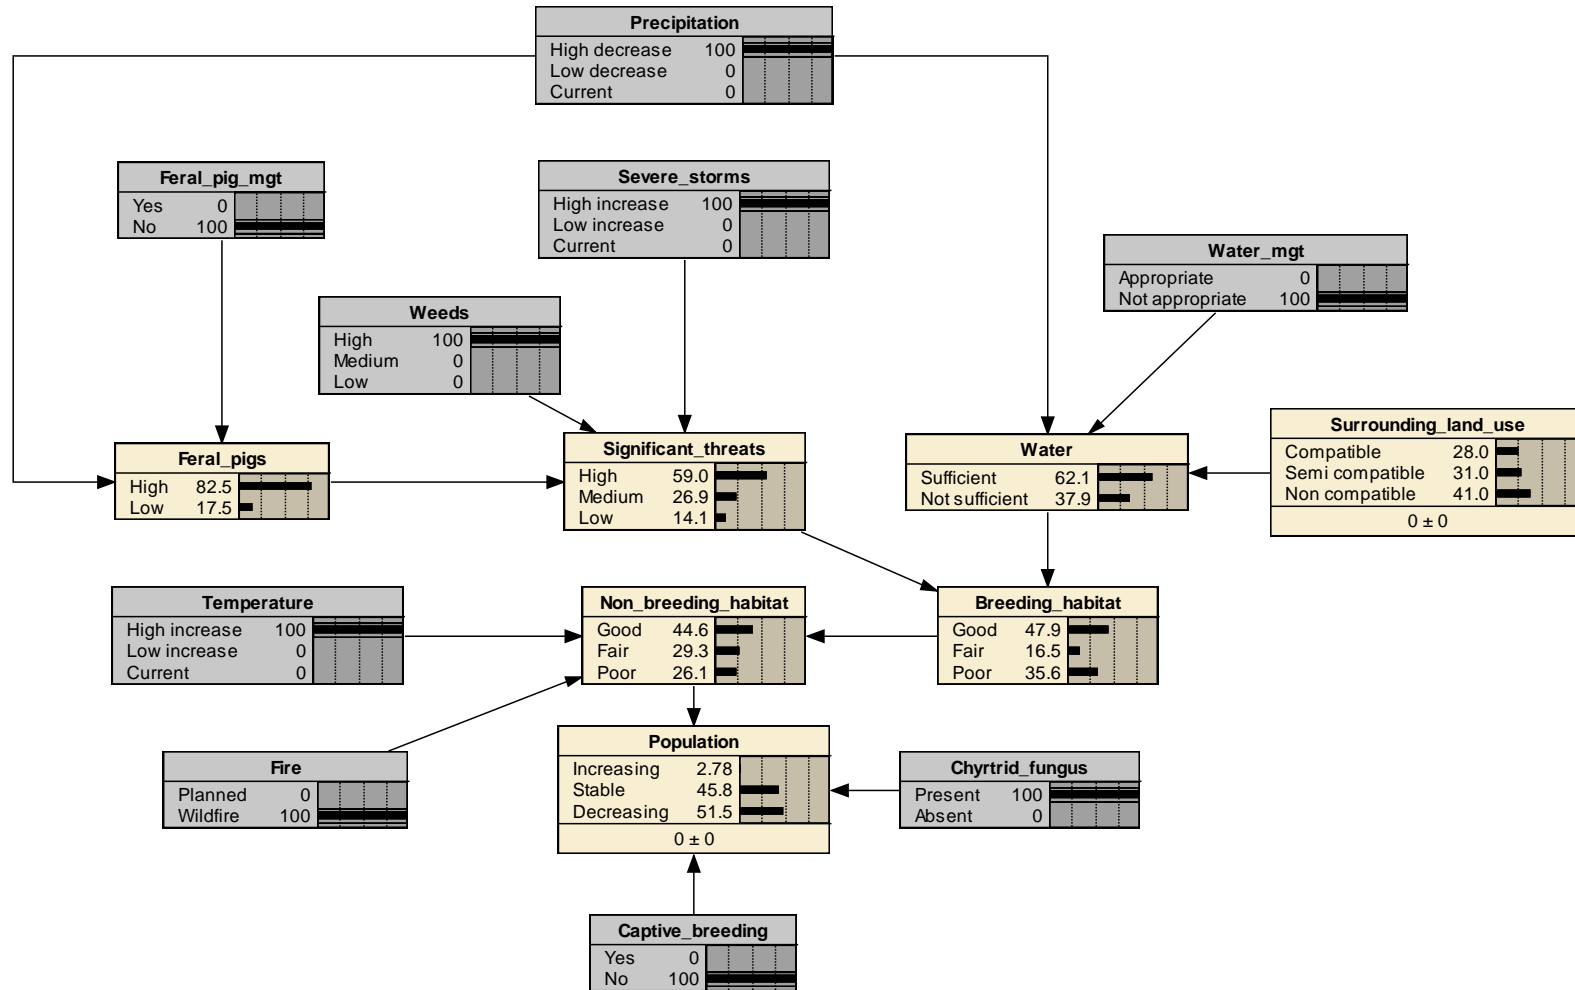 Precipitation
High decrease 100
Low decrease 0
Current 0
Feral_pig_mgt
Yes 0
No 100
Severe_storms
High increase 100
Low increase 0
Current 0
Water_mgt
Appropriate 0
Not appropriate 100
Weeds
High 100
Medium 0
Low 0
Feral_pigs
High 82.5
Low 17.5
Significant_threats
High 59.0
Medium 26.9
Low 14.1
Water
Sufficient 62.1
Not sufficient 37.9
Surrounding_land_use
Compatible 28.0
Semi compatible 31.0
Non compatible 41.0
0 ± 0
Temperature
High increase 100
Low increase 0
Current 0
Non_breeding_habitat
Good 44.6
Fair 29.3
Poor 26.1
Breeding_habitat
Good 47.9
Fair 16.5
Poor 35.6
Fire
Planned 0
Wildfire 100
Population
Increasing 2.78
Stable 45.8
Decreasing 51.5
0 ± 0
Chyrtrid_fungus
Present 100
Absent 0
Captive_breeding
Yes 0
No 100